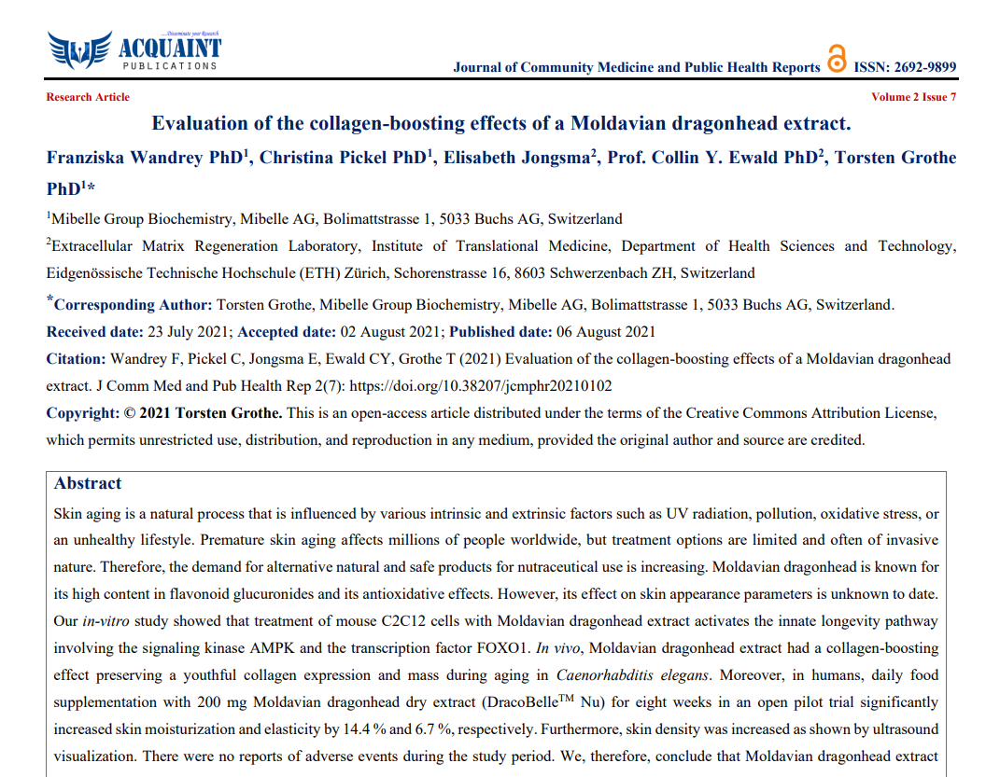 ....Disseminate your Research
ACQUAINT
PUBLICATIONS
Journal of Community Medicine and Public Health Reports ISSN: 2692-9899
Research Article Volume 2 Issue 7
Evaluation of the collagen-boosting effects of a Moldavian dragonhead extract.
Franziska Wandrey PhD1, Christina Pickel PhD1, Elisabeth Jongsma2, Prof. Collin Y. Ewald PhD2, Torsten Grothe
PhD1*
1Mibelle Group Biochemistry, Mibelle AG, Bolimattstrasse 1, 5033 Buchs AG, Switzerland
2Extracellular Matrix Regeneration Laboratory, Institute of Translational Medicine, Department of Health Sciences and Technology,
Eidgenössische Technische Hochschule (ETH) Zürich, Schorenstrasse 16, 8603 Schwerzenbach ZH, Switzerland
*Corresponding Author: Torsten Grothe, Mibelle Group Biochemistry, Mibelle AG, Bolimattstrasse 1, 5033 Buchs AG, Switzerland.
Received date: 23 July 2021; Accepted date: 02 August 2021; Published date: 06 August 2021
Citation: Wandrey F, Pickel C, Jongsma E, Ewald CY, Grothe T (2021) Evaluation of the collagen-boosting effects of a Moldavian dragonhead
extract. J Comm Med and Pub Health Rep 2(7): https://doi.org/10.38207/jcmphr20210102
Copyright: © 2021 Torsten Grothe. This is an open-access article distributed under the terms of the Creative Commons Attribution License,
which permits unrestricted use, distribution, and reproduction in any medium, provided the original author and source are credited.
Abstract
Skin aging is a natural process that is influenced by various intrinsic and extrinsic factors such as UV radiation, pollution, oxidative stress, or
an unhealthy lifestyle. Premature skin aging affects millions of people worldwide, but treatment options are limited and often of invasive
nature. Therefore, the demand for alternative natural and safe products for nutraceutical use is increasing. Moldavian dragonhead is known for
its high content in flavonoid glucuronides and its antioxidative effects. However, its effect on skin appearance parameters is unknown to date.
Our in-vitro study showed that treatment of mouse C2C12 cells with Moldavian dragonhead extract activates the innate longevity pathway
involving the signaling kinase AMPK and the transcription factor FOXO1. In vivo, Moldavian dragonhead extract had a collagen-boosting
effect preserving a youthful collagen expression and mass during aging in Caenorhabditis elegans. Moreover, in humans, daily food
supplementation with 200 mg Moldavian dragonhead dry extract (DracoBelle™ Nu) for eight weeks in an open pilot trial significantly
increased skin moisturization and elasticity by 14.4 % and 6.7 %, respectively. Furthermore, skin density was increased as shown by ultrasound
visualization. There were no reports of adverse events during the study period. We, therefore, conclude that Moldavian dragonhead extract